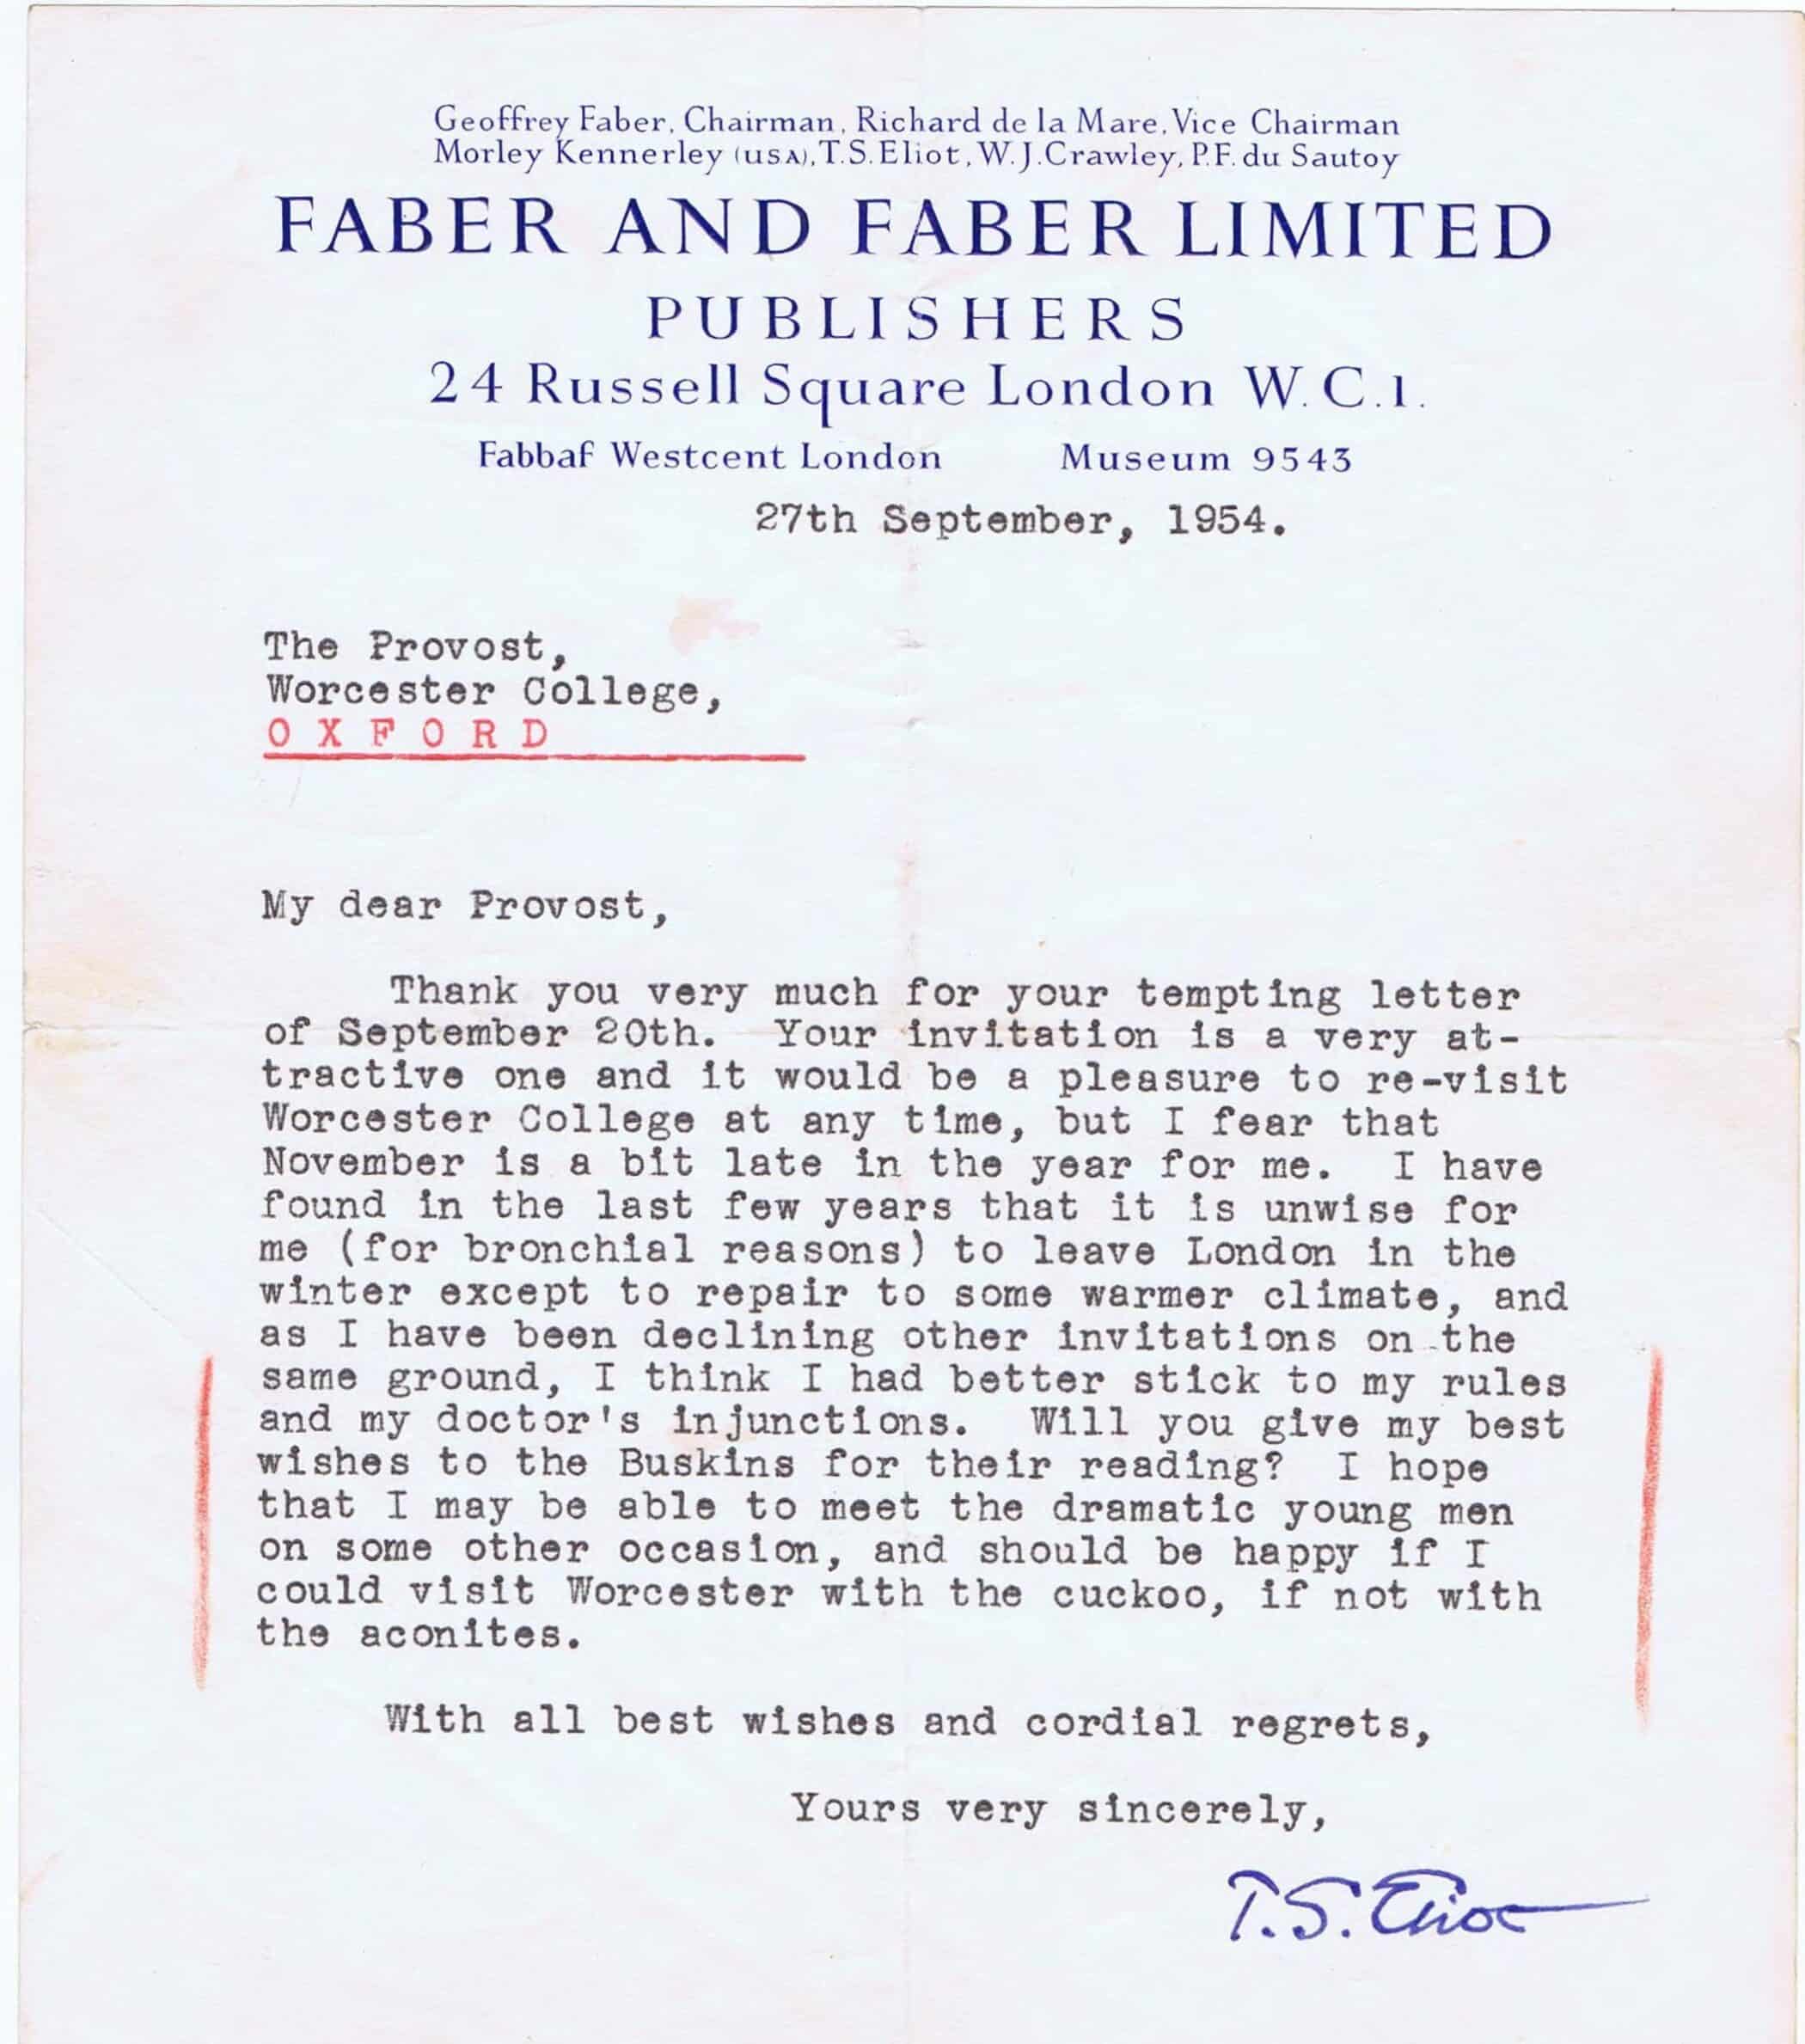 Geoffrey Faber, Chairman, Richard de la Mare, Vice Chairman
Morley Kennerley (USA), T.S. Eliot, W.J. Crawley, P.F. du Sautoy
FABER AND FABER LIMITED
PUBLISHERS
24 Russell Square London W.C.1.
Fabbaf Westcent London Museum 9543
27th September, 1954.
The Provost,
Worcester College,
O X F O R D
My dear Provost,
Thank you very much for your tempting letter
of September 20th. Your invitation is a very at-
tractive one and it would be a pleasure to re-visit
Worcester College at any time, but I fear that
November is a bit late in the year for me. I have
found in the last few years that it is unwise for
me (for bronchial reasons) to leave London in the
winter except to repair to some warmer climate, and
as I have been declining other invitations on the
same ground, I think I had better stick to my rules
and my doctor's injunctions. Will you give my best
wishes to the Buskins for their reading? I hope
that I may be able to meet the dramatic young men
on some other occasion, and should be happy if I
could visit Worcester with the cuckoo, if not with
the aconites.
With all best wishes and cordial regrets,
Yours very sincerely,
T.S. Eliot